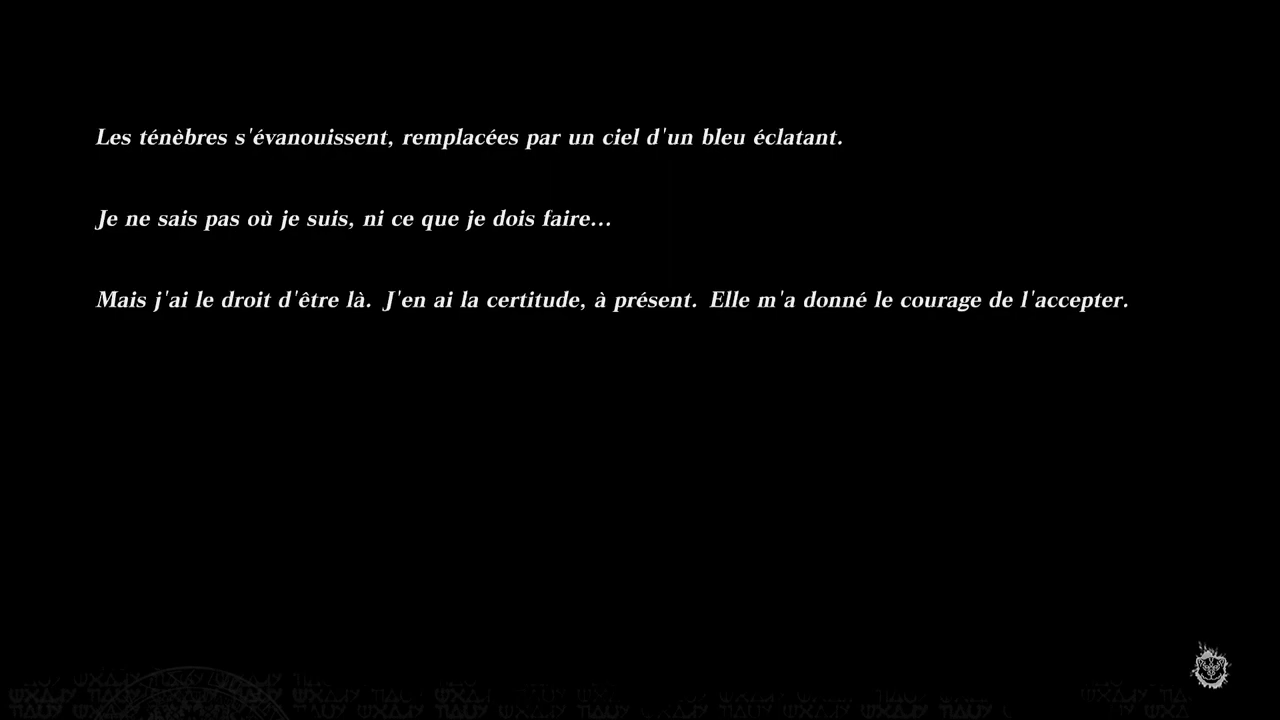 Les ténèbres s'évanouissent, remplacées par un ciel d'un bleu éclatant.
Je ne sais pas où je suis, ni ce que je dois faire...
Mais j'ai le droit d'être là. J'en ai la certitude, à présent. Elle m'a donné le courage de l'accepter.